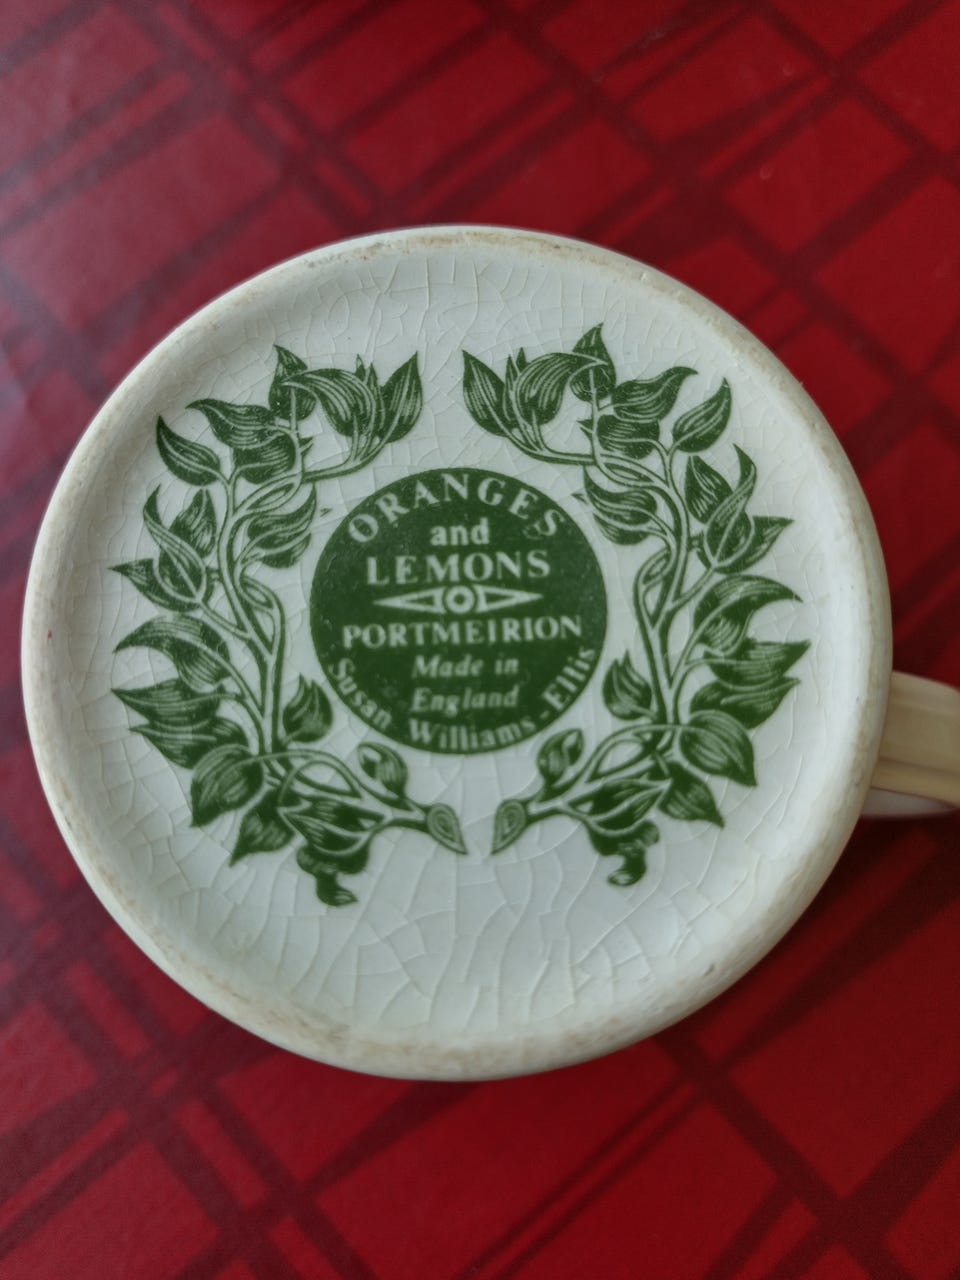 ORANGES
and
LEMONS
PORTMEIRION
Made in
England
Susan Williams-Ellis